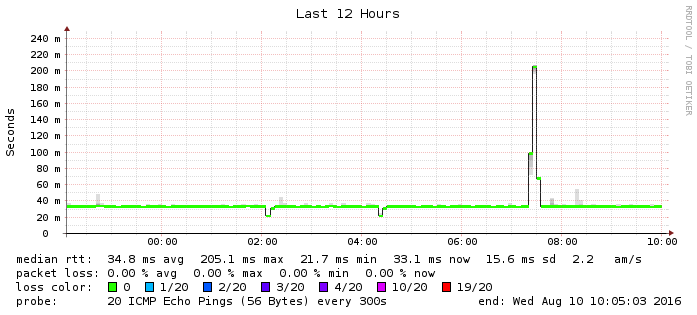 Last 12 Hours
RRDTOOL / TOBI OETIKER
Seconds
240 m
220 m
200 m
180 m
160 m
140 m
120 m
100 m
80 m
60 m
40 m
20 m
0
00:00 02:00 04:00 06:00 08:00 10:00
median rtt: 34.8 ms avg 205.1 ms max 21.7 ms min 33.1 ms now 15.6 ms sd 2.2 am/s
packet loss: 0.00 % avg 0.00 % max 0.00 % min 0.00 % now
loss color: 0 1/20 2/20 3/20 4/20 10/20 19/20
probe: 20 ICMP Echo Pings (56 Bytes) every 300s end: Wed Aug 10 10:05:03 2016